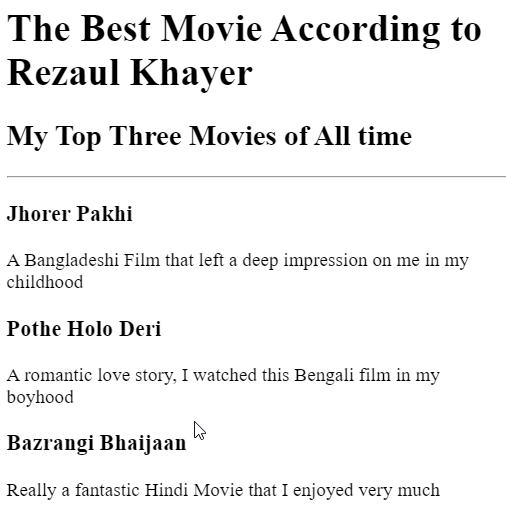 The Best Movie According to
Rezaul Khayer
My Top Three Movies of All time
Jhorer Pakhi
A Bangladeshi Film that left a deep impression on me in my
childhood
Pothe Holo Deri
A romantic love story, I watched this Bengali film in my
boyhood
Bazrangi Bhaijaan
Really a fantastic Hindi Movie that I enjoyed very much